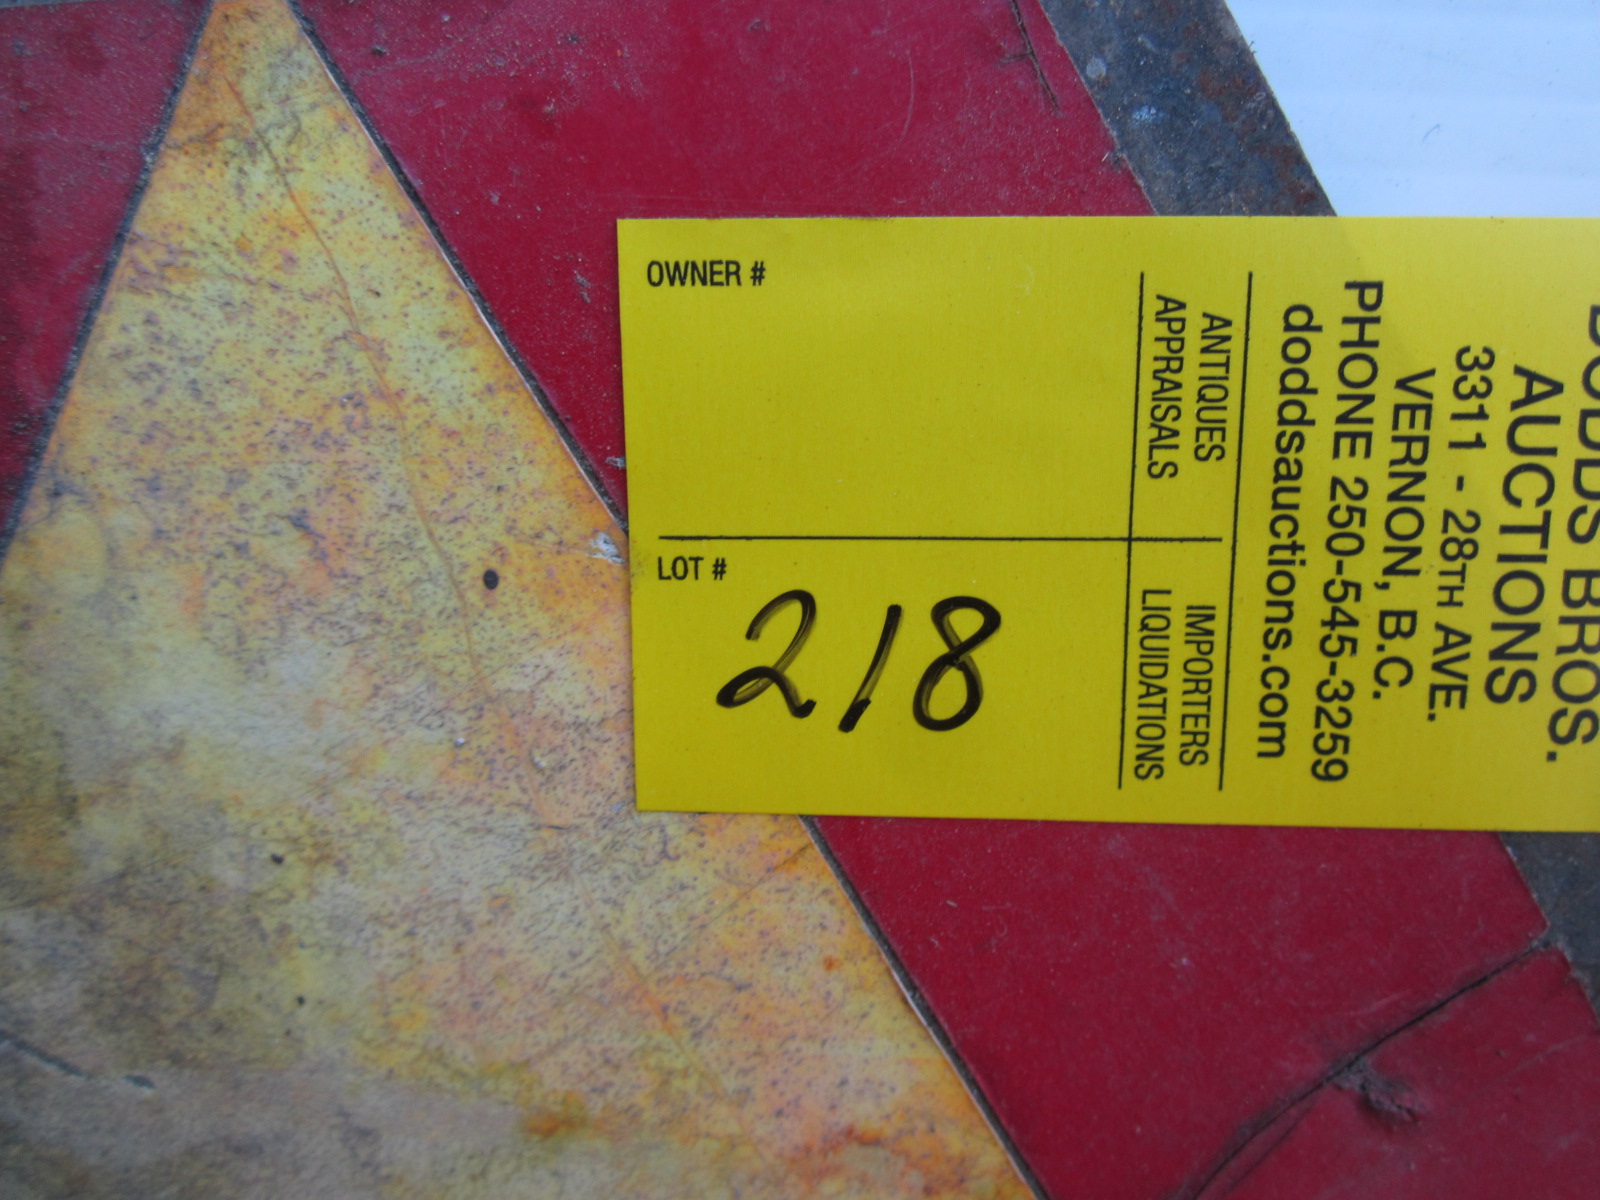 OWNER #
LOT #
218
ANTIQUES
APPRAISALS
IMPORTERS
LIQUIDATIONS
DODDS BROS.
AUCTIONS
3311 - 28TH AVE.
VERNON, B.C.
PHONE 250-545-3259
doddsauctions.com